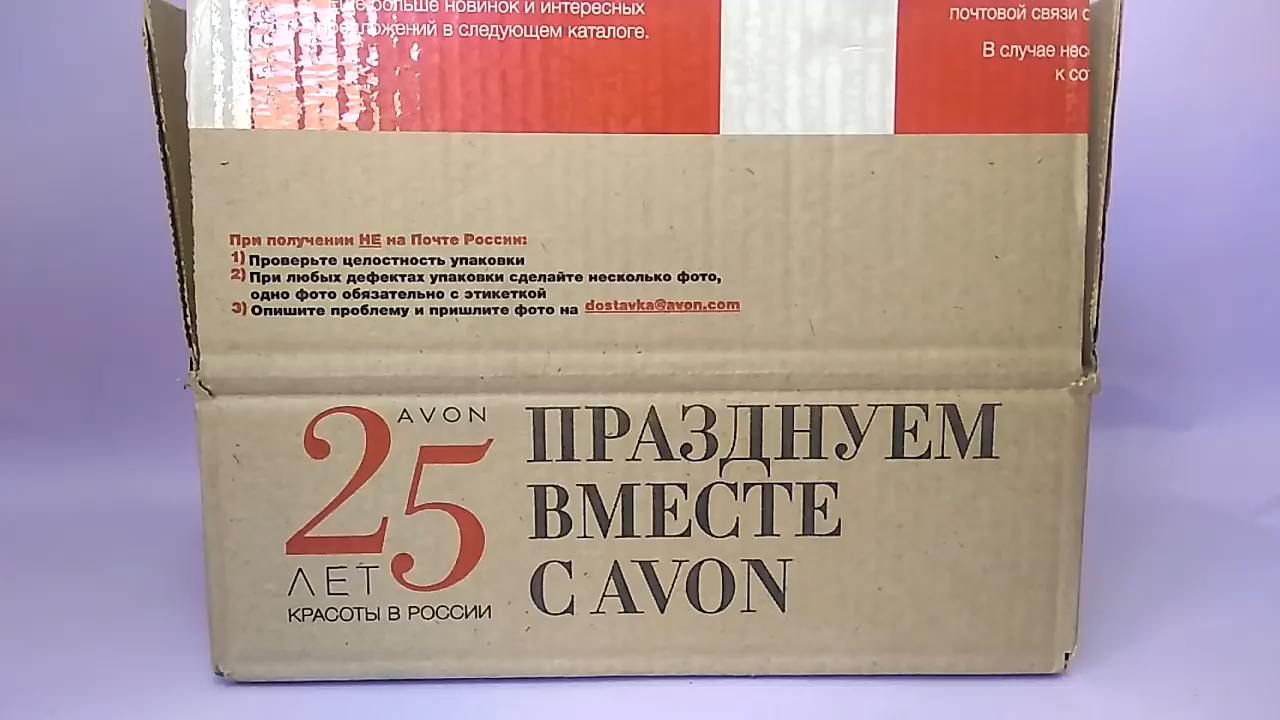 Еще больше новинок и интересных
предложений в следующем каталоге.
почтовой связи с
В случае нес
к со
При получении НЕ на Почте России:
1) Проверьте целостность упаковки
2) При любых дефектах упаковки сделайте несколько фото,
одно фото обязательно с этикеткой
3) Опишите проблему и пришлите фото на dostavka@avon.com
AVON
25
ЛЕТ
КРАСОТЫ В РОССИИ
ПРАЗДНУЕМ
ВМЕСТЕ
С AVON